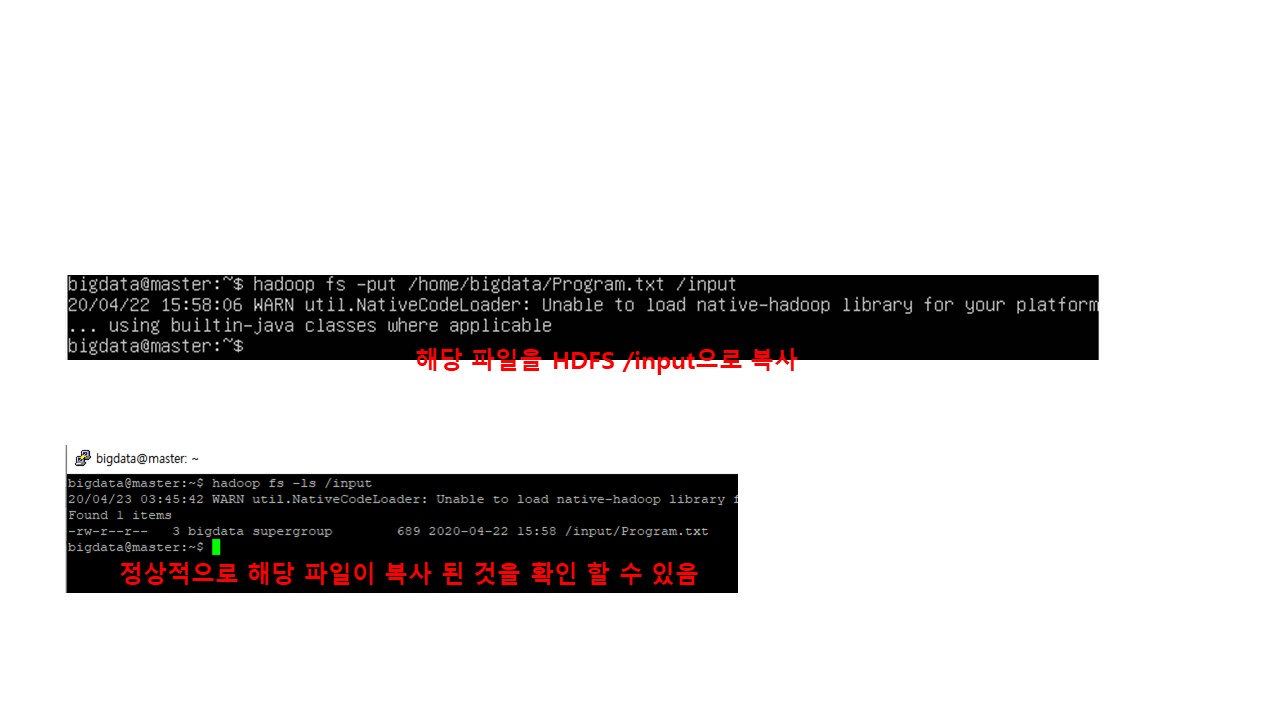 bigdata@master:~$ hadoop fs -put /home/bigdata/Program.txt /input
20/04/22 15:58:06 WARN util.NativeCodeLoader: Unable to load native-hadoop library for your platform
... using builtin-java classes where applicable
bigdata@master:~$
해당 파일을 HDFS /input으로 복사
bigdata@master: ~
bigdata@master:~$ hadoop fs -ls /input
20/04/23 03:45:42 WARN util.NativeCodeLoader: Unable to load native-hadoop library f
Found 1 items
-rw-r--r--   3 bigdata supergroup        689 2020-04-22 15:58 /input/Program.txt
bigdata@master:~$
정상적으로 해당 파일이 복사 된 것을 확인 할 수 있음